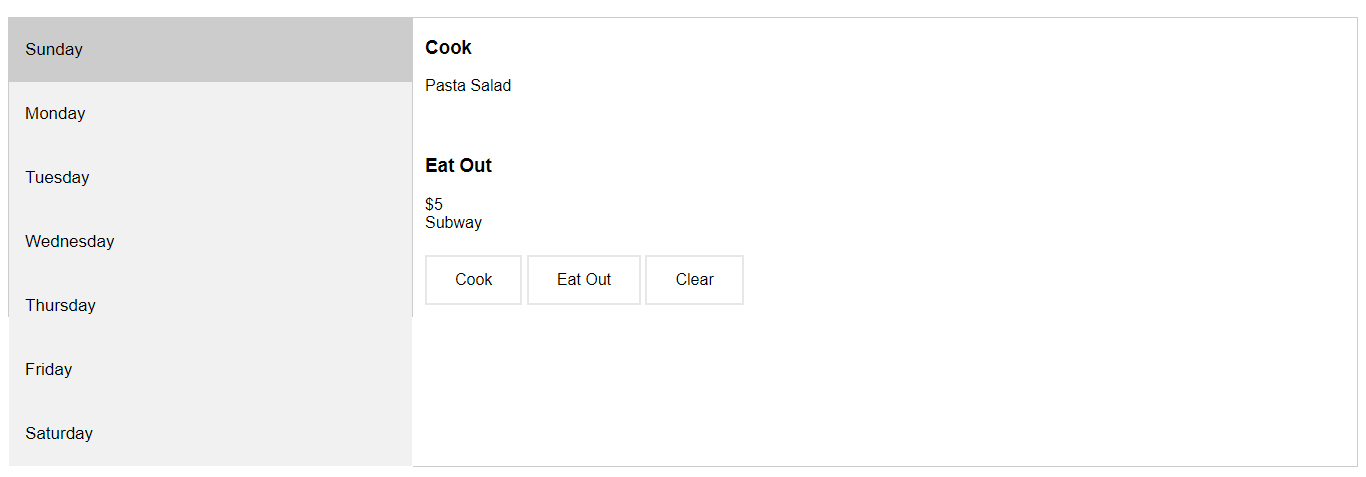 Sunday
Monday
Tuesday
Wednesday
Thursday
Friday
Saturday
Cook
Pasta Salad
Eat Out
$5
Subway
Cook Eat Out Clear